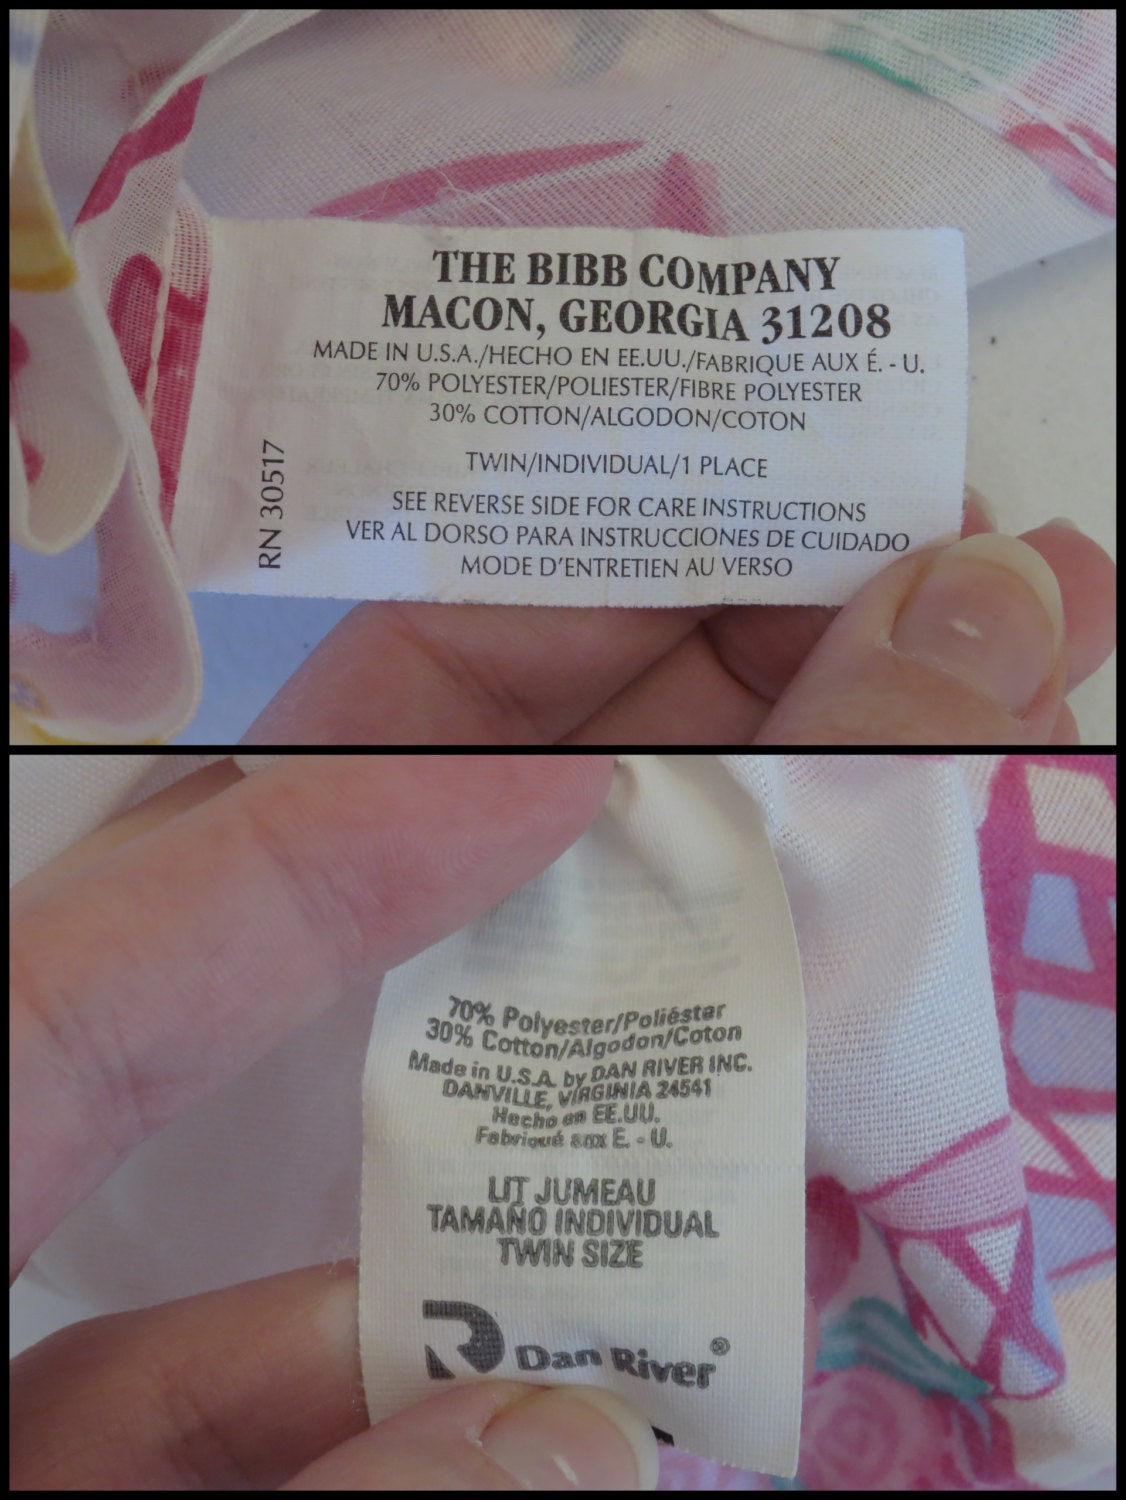 THE BIBB COMPANY
MACON, GEORGIA 31208
MADE IN U.S.A./HECHO EN EE.UU./FABRIQUE AUX É. - U.
70% POLYESTER/POLIESTER/FIBRE POLYESTER
30% COTTON/ALGODON/COTON
TWIN/INDIVIDUAL/1 PLACE
SEE REVERSE SIDE FOR CARE INSTRUCTIONS
VER AL DORSO PARA INSTRUCCIONES DE CUIDADO
MODE D'ENTRETIEN AU VERSO
RN 30517
70% Polyester/Poliéster
30% Cotton/Algodon/Coton
Made in U.S.A. by DAN RIVER INC.
DANVILLE, VIRGINIA 24541
Hecho en EE.UU.
Fabriqué aux E. - U.
LIT JUMEAU
TAMAÑO INDIVIDUAL
TWIN SIZE
Dan River®